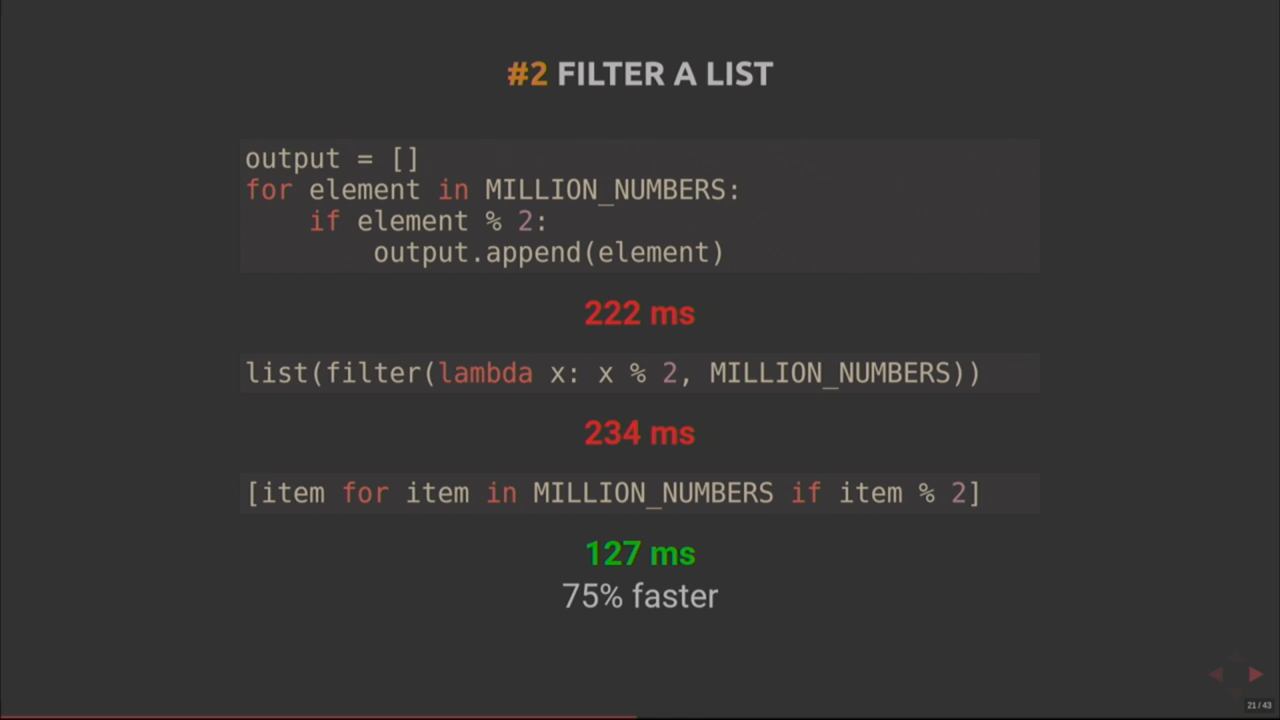 #2 FILTER A LIST
output = []
for element in MILLION_NUMBERS:
    if element % 2:
        output.append(element)
222 ms
list(filter(lambda x: x % 2, MILLION_NUMBERS))
234 ms
[item for item in MILLION_NUMBERS if item % 2]
127 ms
75% faster
21 / 43